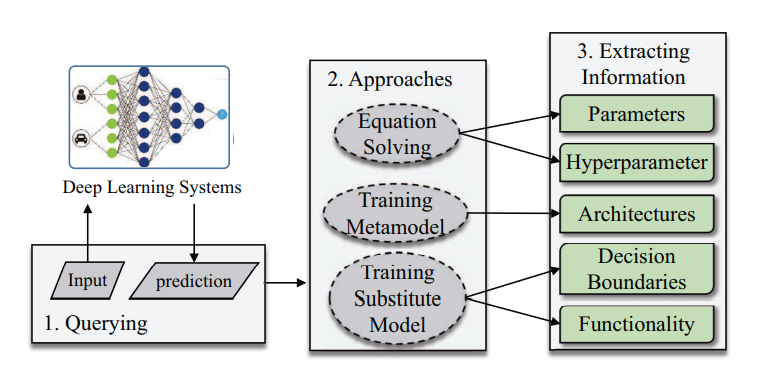 Deep Learning Systems
Input
prediction
1. Querying
2. Approaches
Equation
Solving
Training
Metamodel
Training
Substitute
Model
3. Extracting
Information
Parameters
Hyperparameter
Architectures
Decision
Boundaries
Functionality